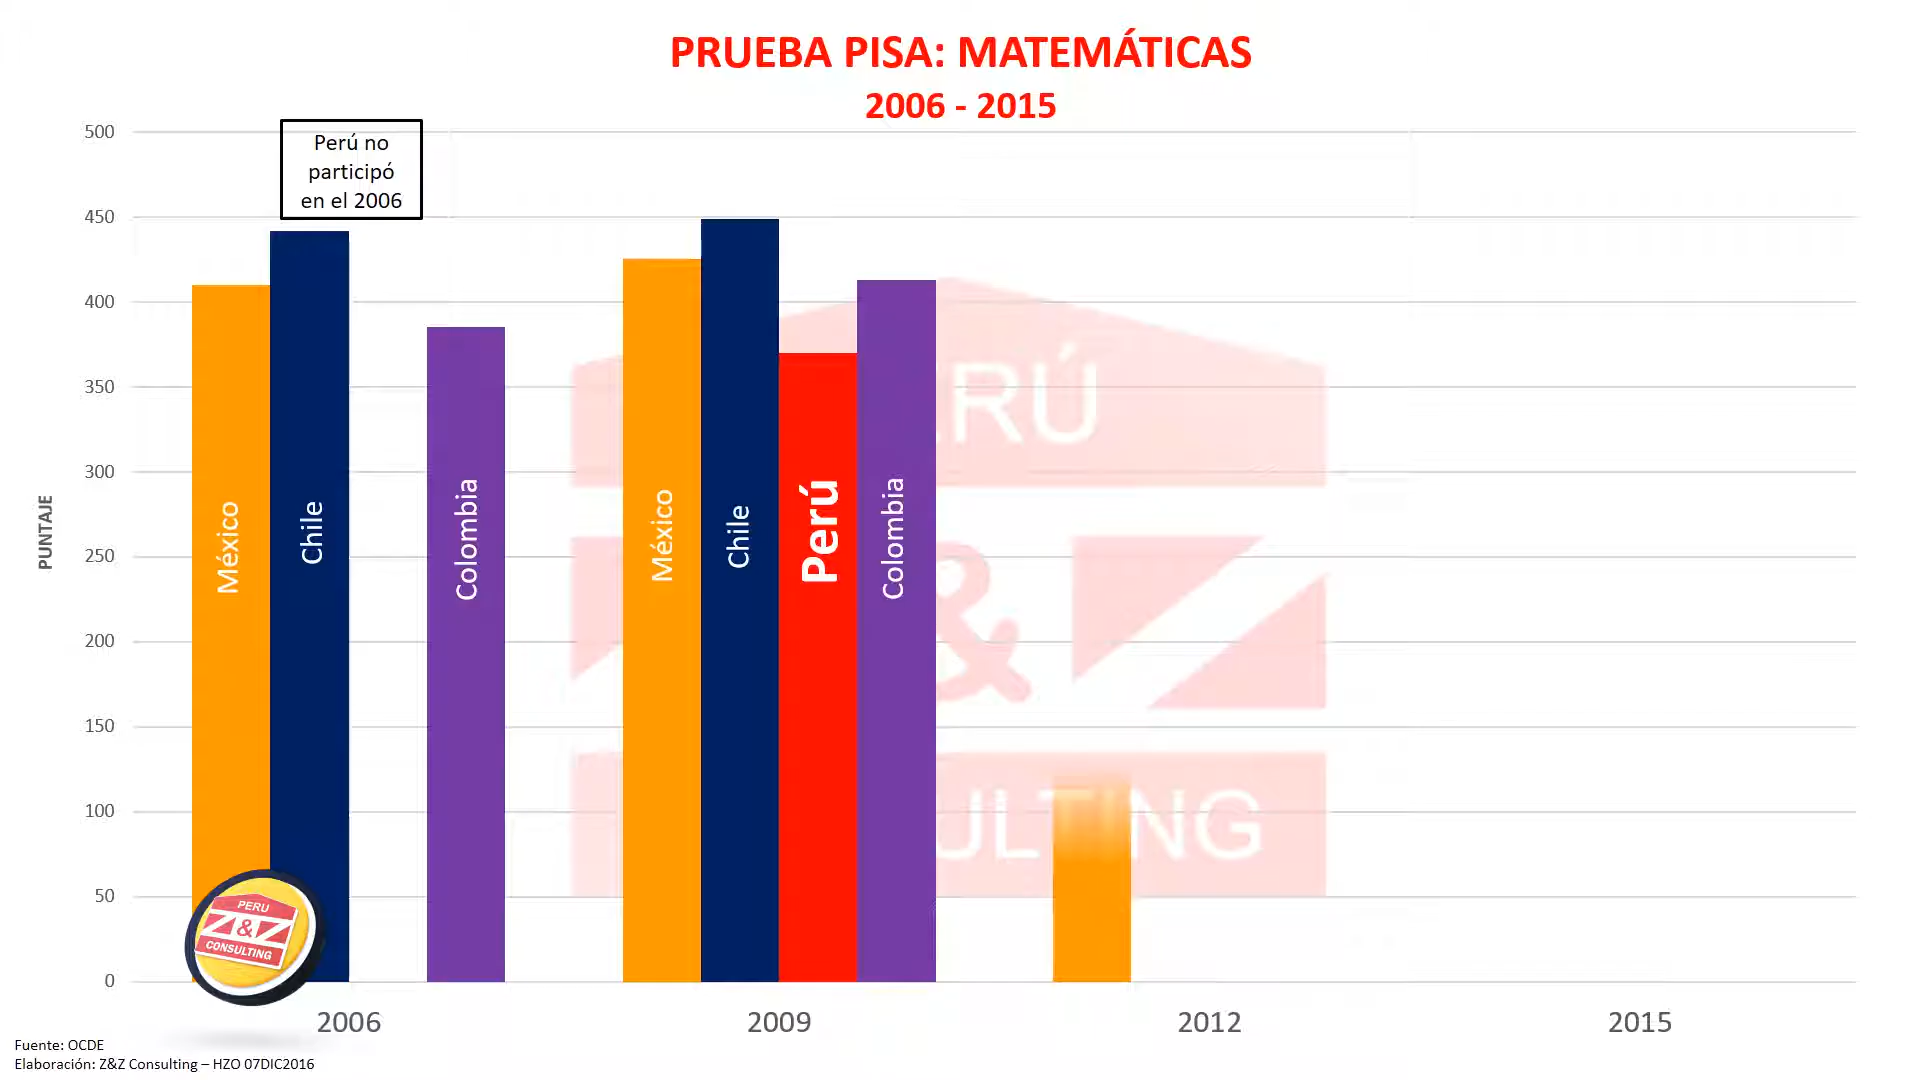 PRUEBA PISA: MATEMÁTICAS
2006 - 2015
Perú no
participó
en el 2006
500
450
400
350
300
250
200
150
100
50
0
PUNTAJE
México
Chile
Colombia
México
Chile
Perú
Colombia
RÚ
&
ULTING
PERU
Z&Z
CONSULTING
2006
2009
2012
2015
Fuente: OCDE
Elaboración: Z&Z Consulting – HZO 07DIC2016